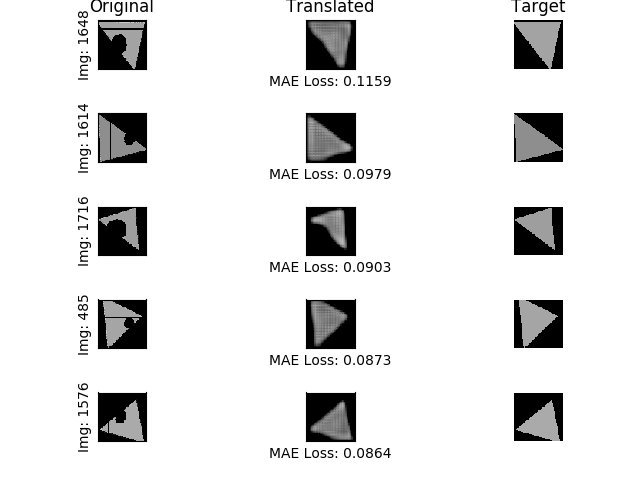 Original Translated Target
Img: 1648
MAE Loss: 0.1159
Img: 1614
MAE Loss: 0.0979
Img: 1716
MAE Loss: 0.0903
Img: 485
MAE Loss: 0.0873
Img: 1576
MAE Loss: 0.0864